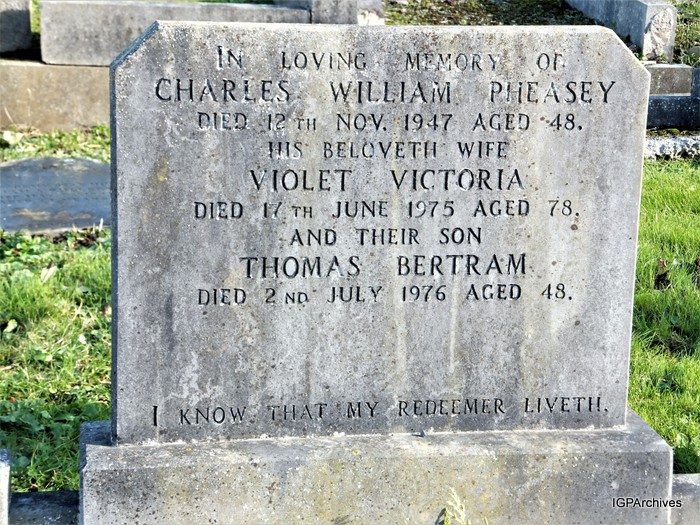 IN LOVING MEMORY OF
CHARLES WILLIAM PHEASEY
DIED 12TH NOV. 1947 AGED 48.
HIS BELOVETH WIFE
VIOLET VICTORIA
DIED 17TH JUNE 1975 AGED 78.
AND THEIR SON
THOMAS BERTRAM
DIED 2ND JULY 1976 AGED 48.
I KNOW THAT MY REDEEMER LIVETH.
IGPArchives